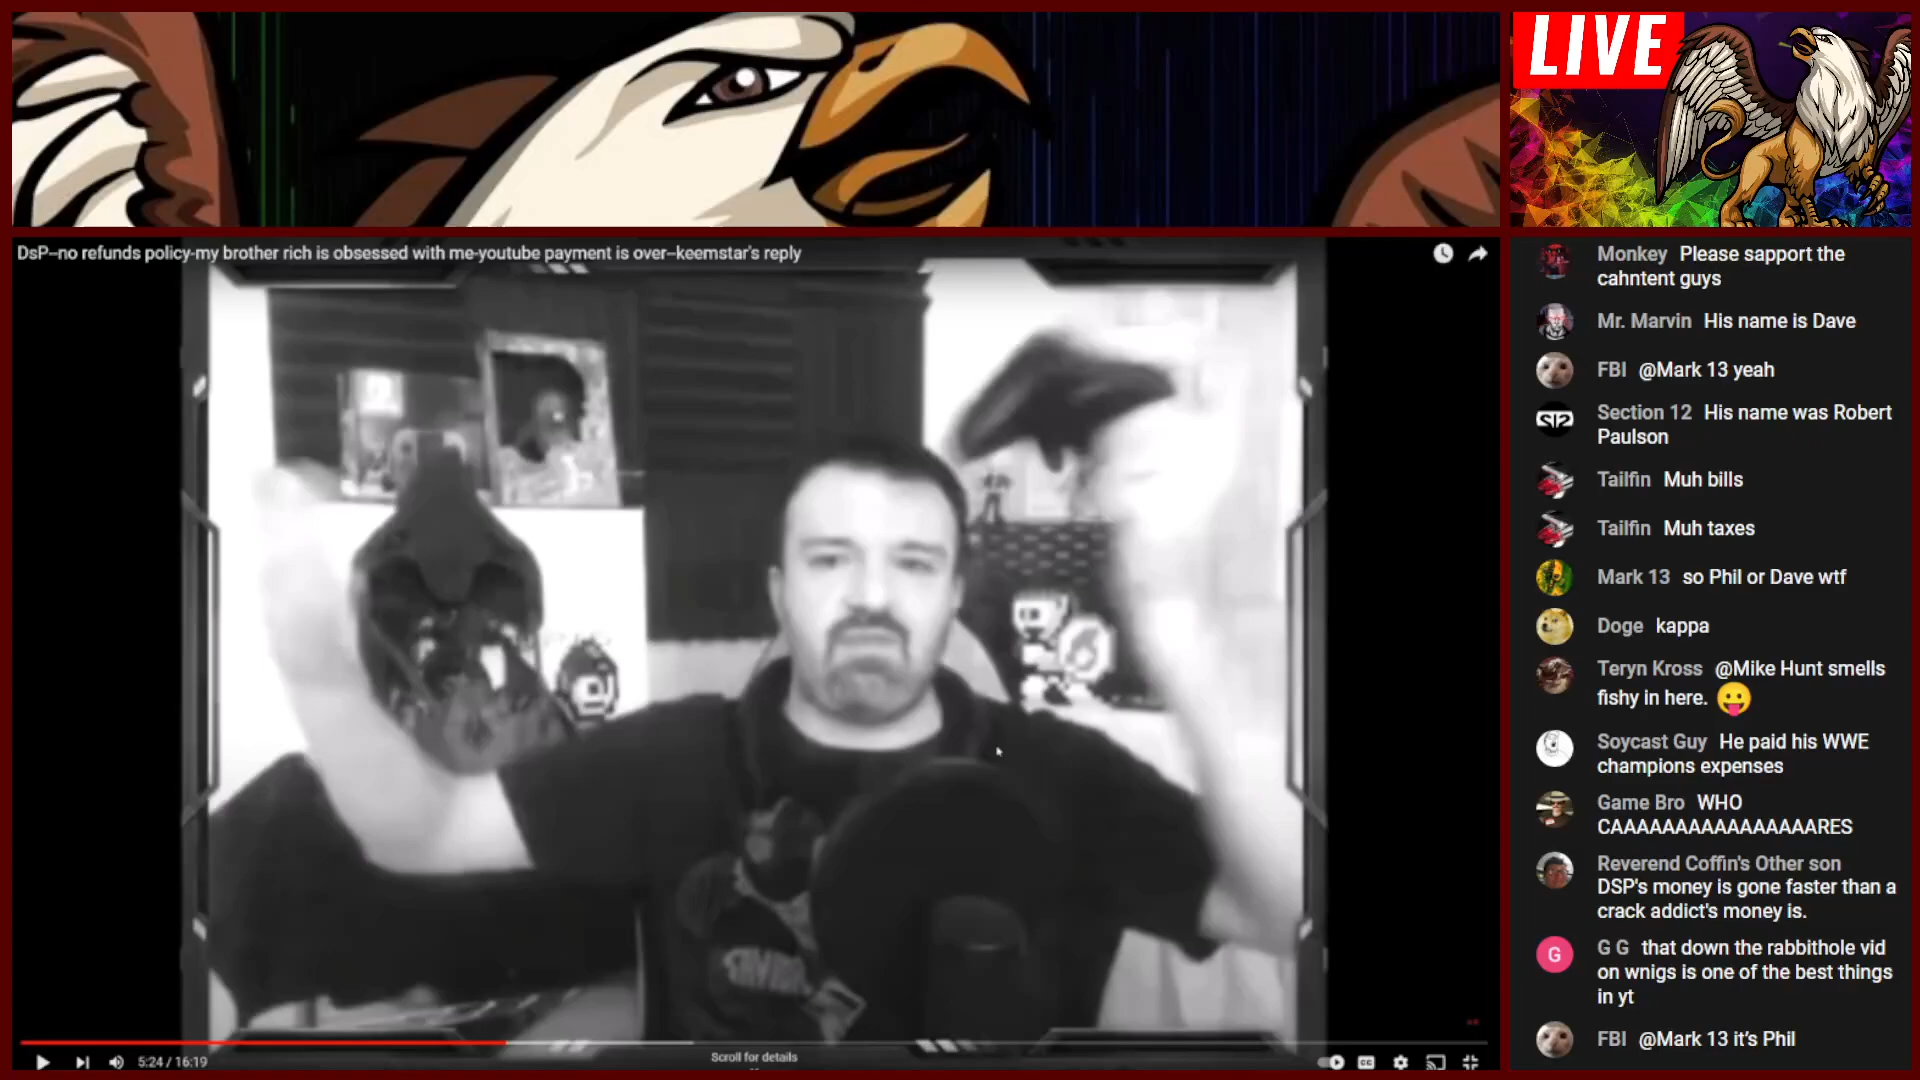 LIVE
DsP--no refunds policy-my brother rich is obsessed with me-youtube payment is over--keemstar's reply
Monkey Please sapport the
cahntent guys
Mr. Marvin His name is Dave
FBI @Mark 13 yeah
Section 12 His name was Robert
Paulson
Tailfin Muh bills
Tailfin Muh taxes
Mark 13 so Phil or Dave wtf
Doge kappa
Teryn Kross @Mike Hunt smells
fishy in here.
Soycast Guy He paid his WWE
champions expenses
Game Bro WHO
CAAAAAAAAAAAAAAAARES
Reverend Coffin's Other son
DSP's money is gone faster than a
crack addict's money is.
G
G G that down the rabbithole vid
on wnigs is one of the best things
in yt
FBI @Mark 13 it's Phil
5:24 / 16:19
Scroll for details
CC